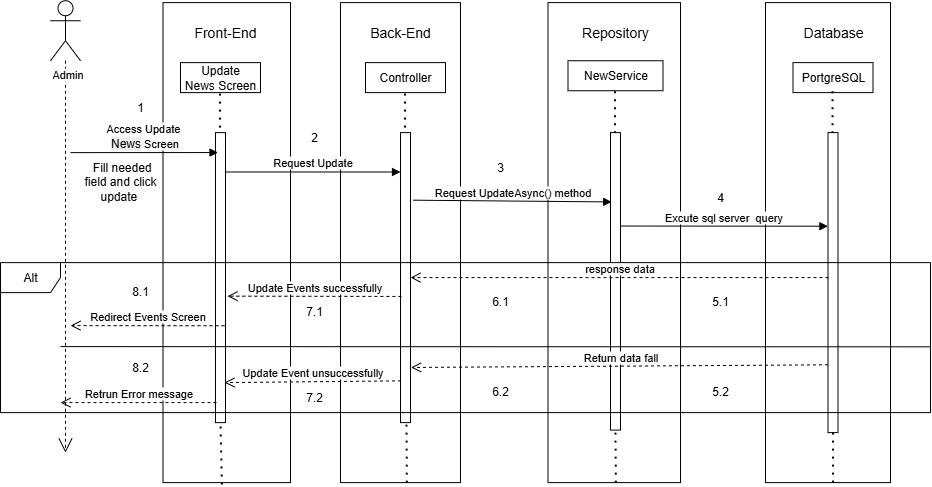 Front-End
Back-End
Repository
Database
Admin
Update
News Screen
Controller
NewService
PortgreSQL
1
Access Update
News Screen
Fill needed
field and click
update
2
Request Update
3
Request UpdateAsync() method
4
Excute sql server  query
Alt
response data
8.1
Update Events successfully
6.1
5.1
7.1
Redirect Events Screen
Return data fall
8.2
Update Event unsuccessfully
6.2
5.2
7.2
Retrun Error message